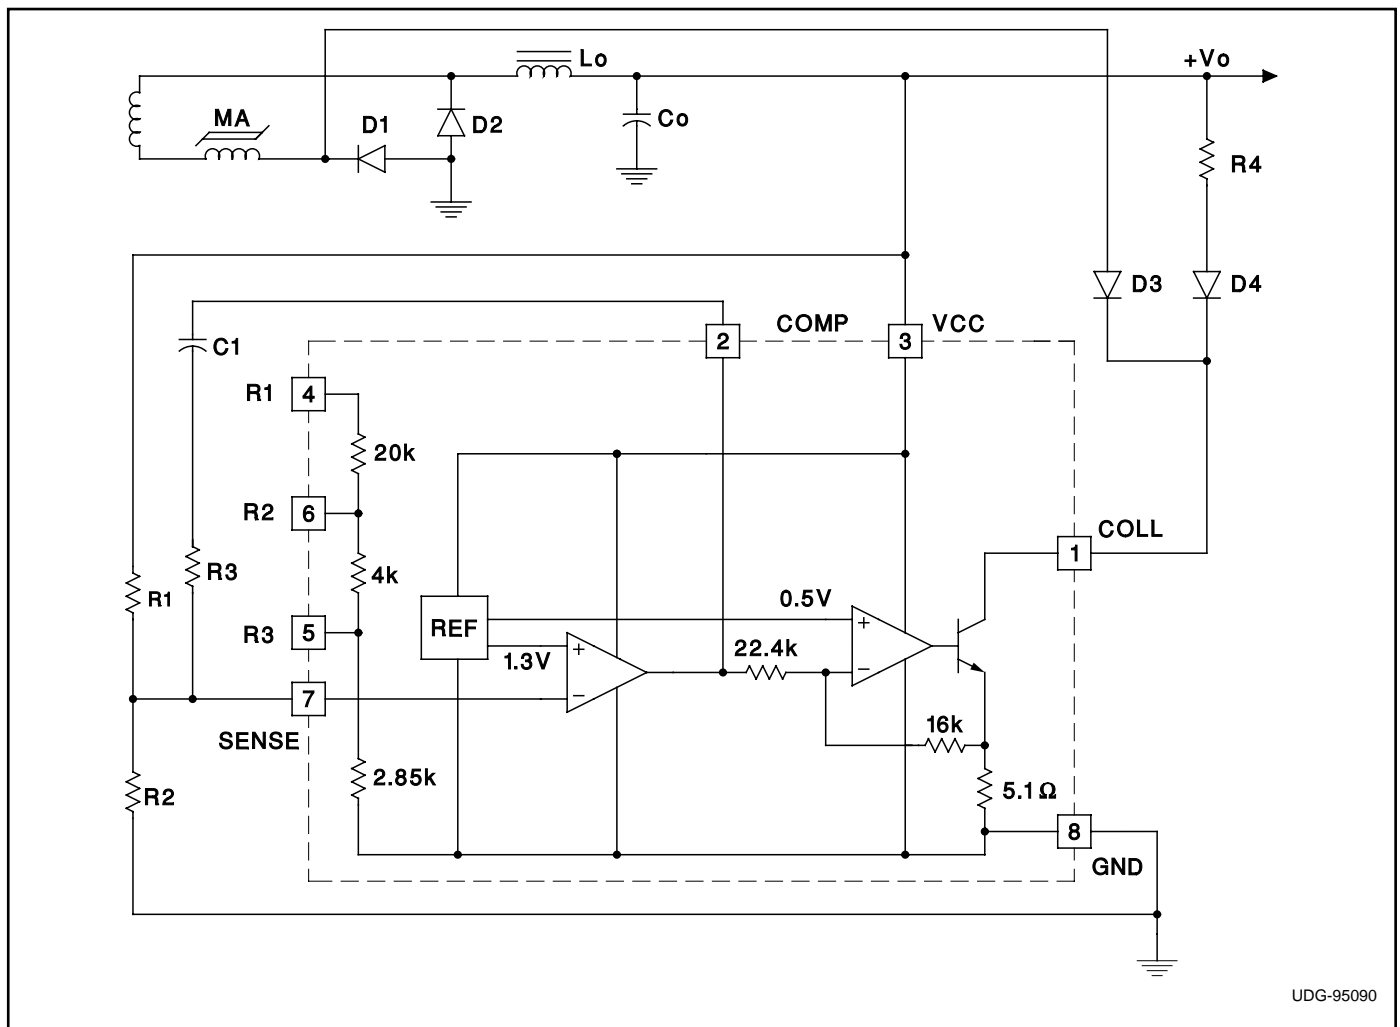 Lo
+Vo
MA
D1
D2
Co
R4
D3
D4
COMP
VCC
2
3
C1
R1
4
20k
R2
6
COLL
1
R3
4k
R1
0.5V
R3
5
REF
+
1.3V
+
22.4k
−
−
7
SENSE
16k
R2
2.85k
5.1Ω
8
GND
UDG-95090